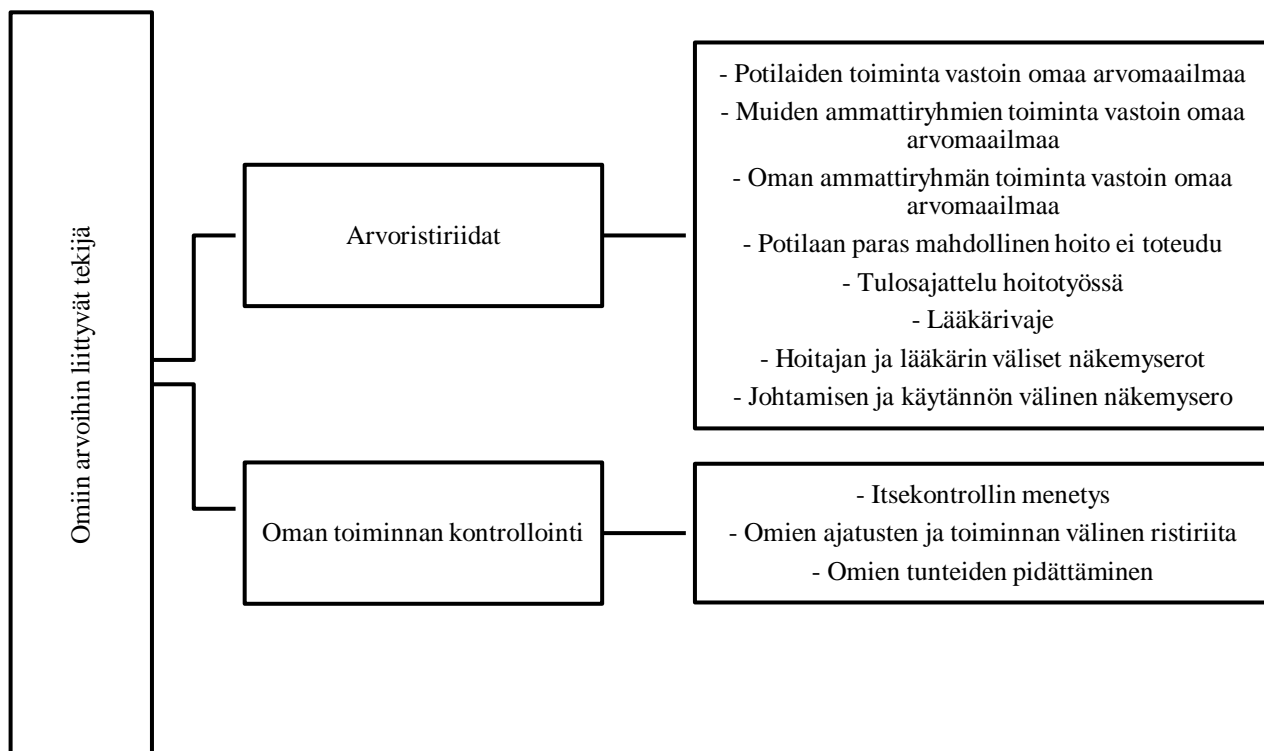 Omiin arvoihin liittyvät tekijä
Arvoristiriidat
- Potilaiden toiminta vastoin omaa arvomaailmaa
- Muiden ammattiryhmien toiminta vastoin omaa
arvomaailmaa
- Oman ammattiryhmän toiminta vastoin omaa
arvomaailmaa
- Potilaan paras mahdollinen hoito ei toteudu
- Tulosajattelu hoitotyössä
- Lääkärivaje
- Hoitajan ja lääkärin väliset näkemyserot
- Johtamisen ja käytännön välinen näkemysero
Oman toiminnan kontrollointi
- Itsekontrollin menetys
- Omien ajatusten ja toiminnan välinen ristiriita
- Omien tunteiden pidättäminen